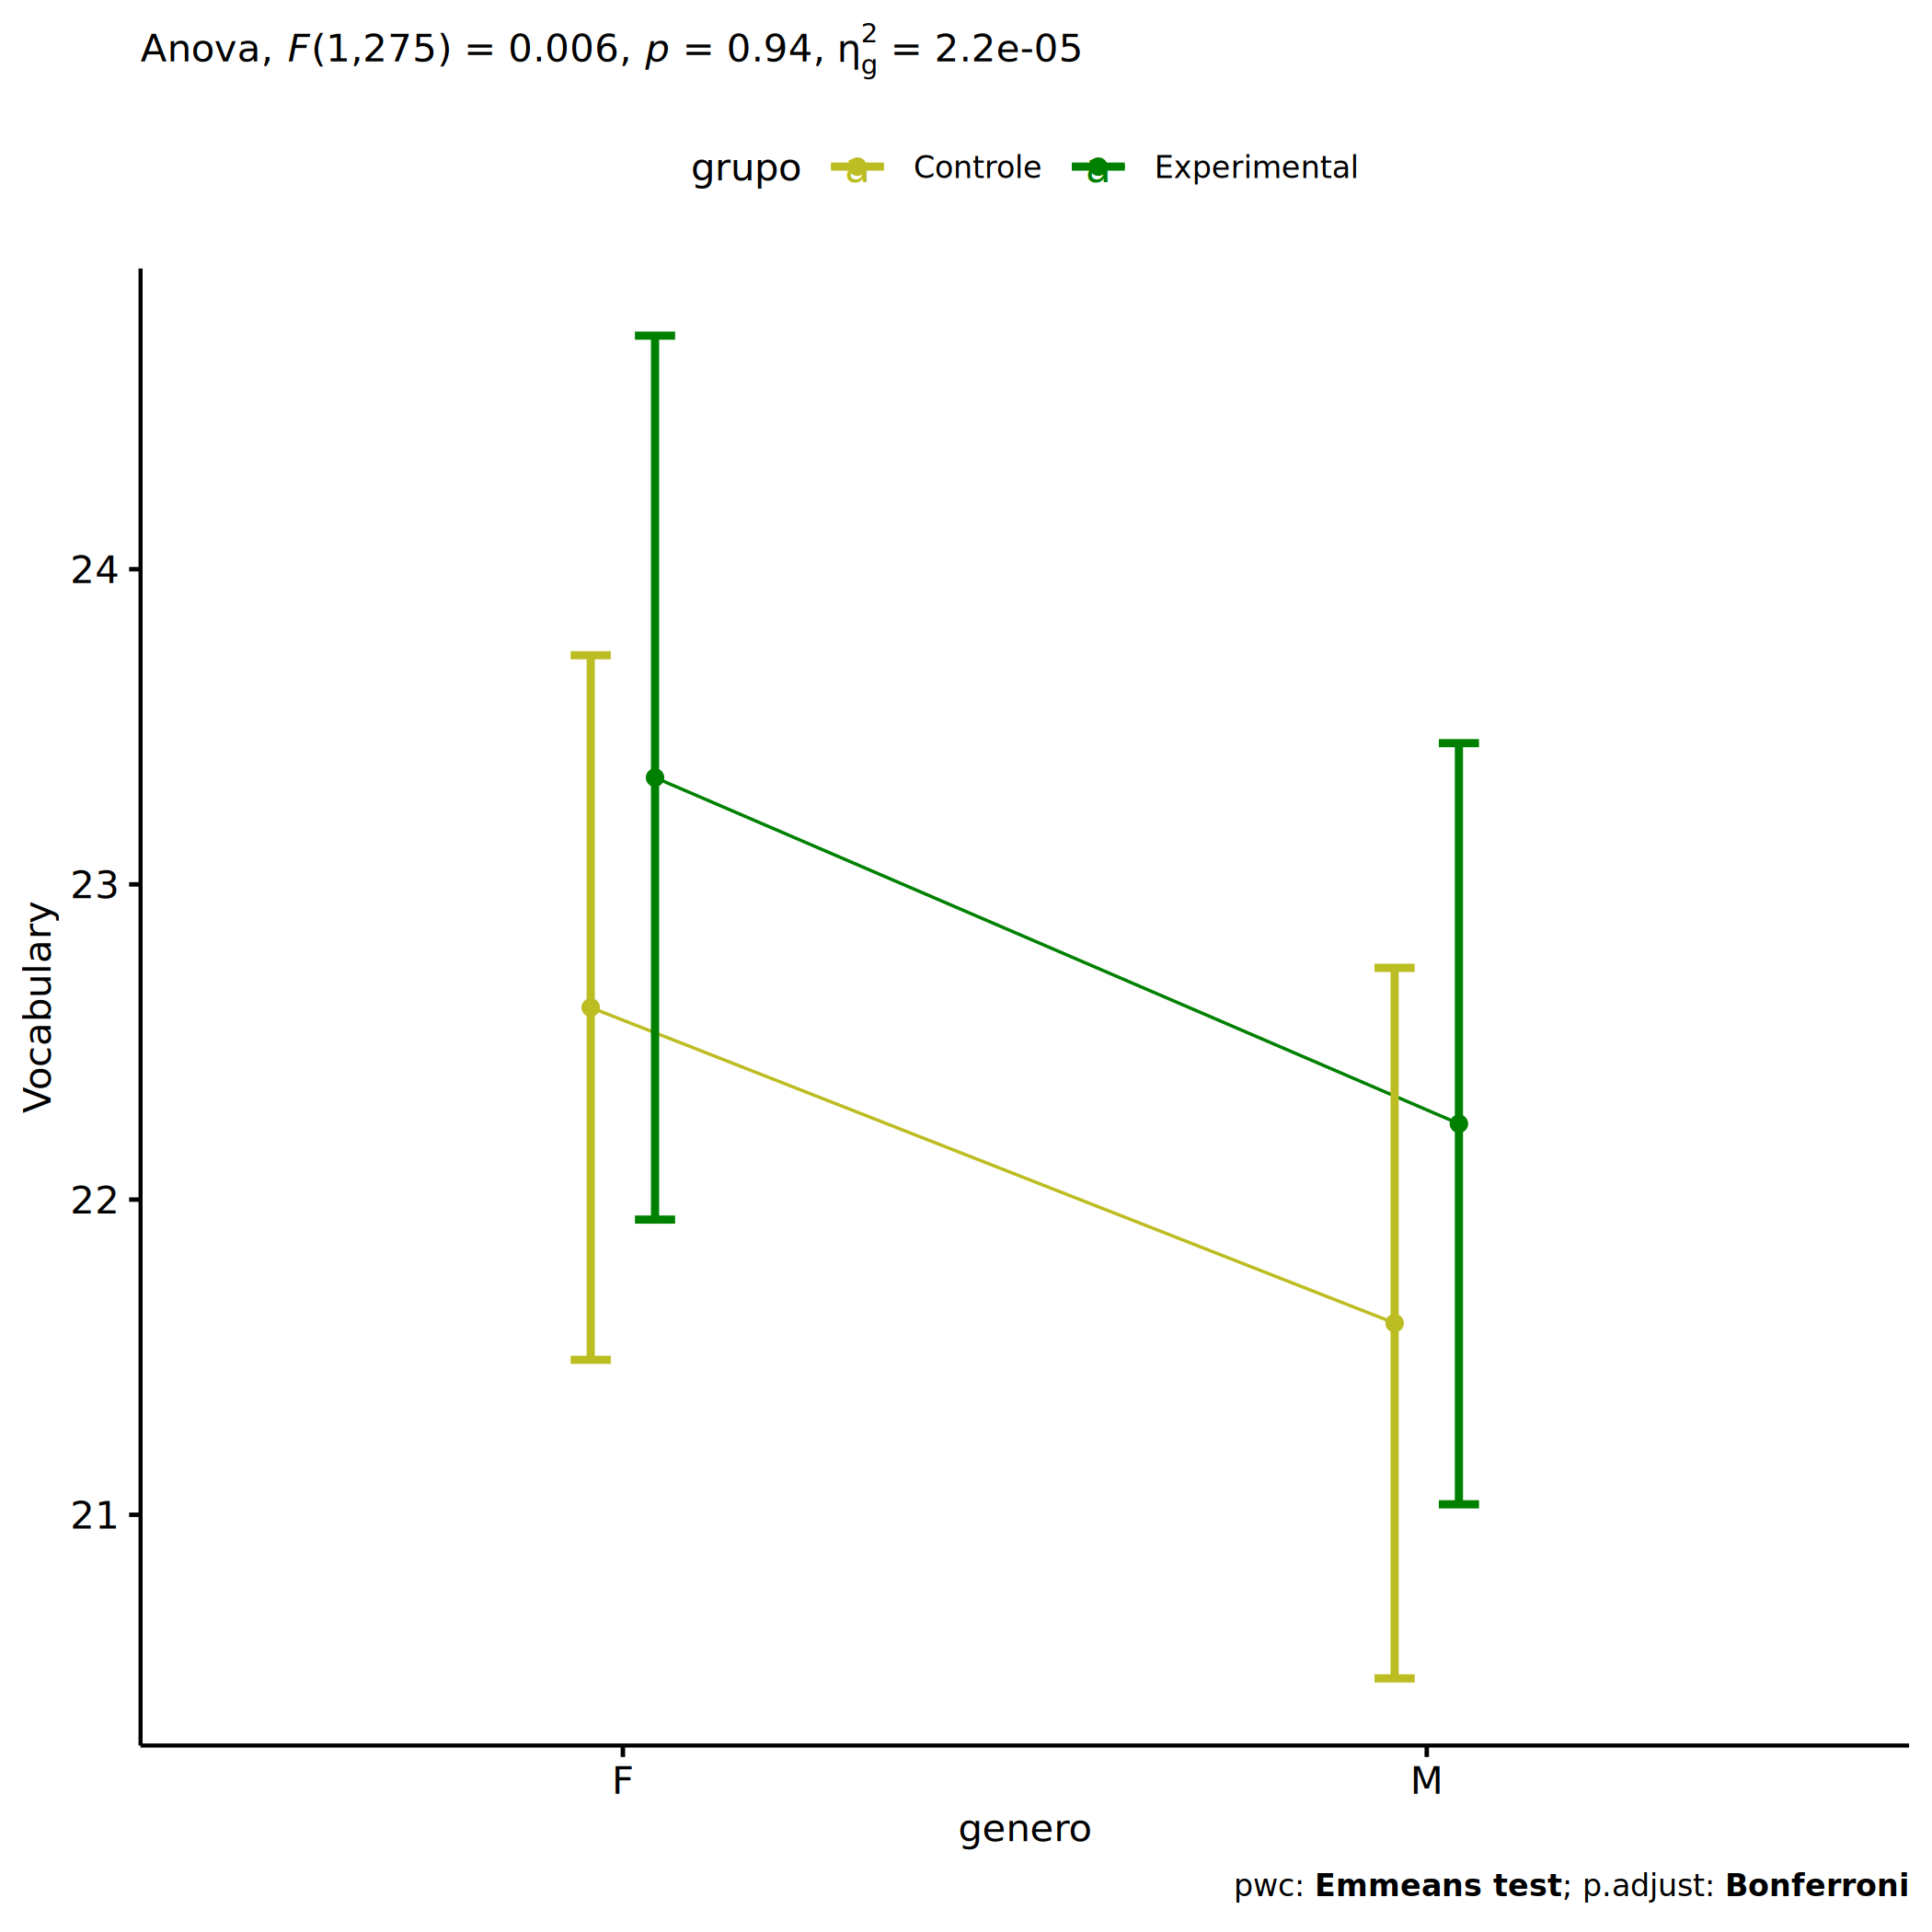 Anova, F(1,275) = 0.006, p = 0.94, η²g = 2.2e-05
grupo Controle Experimental
24
23
22
21
Vocabulary
F M
genero
pwc: Emmeans test; p.adjust: Bonferroni